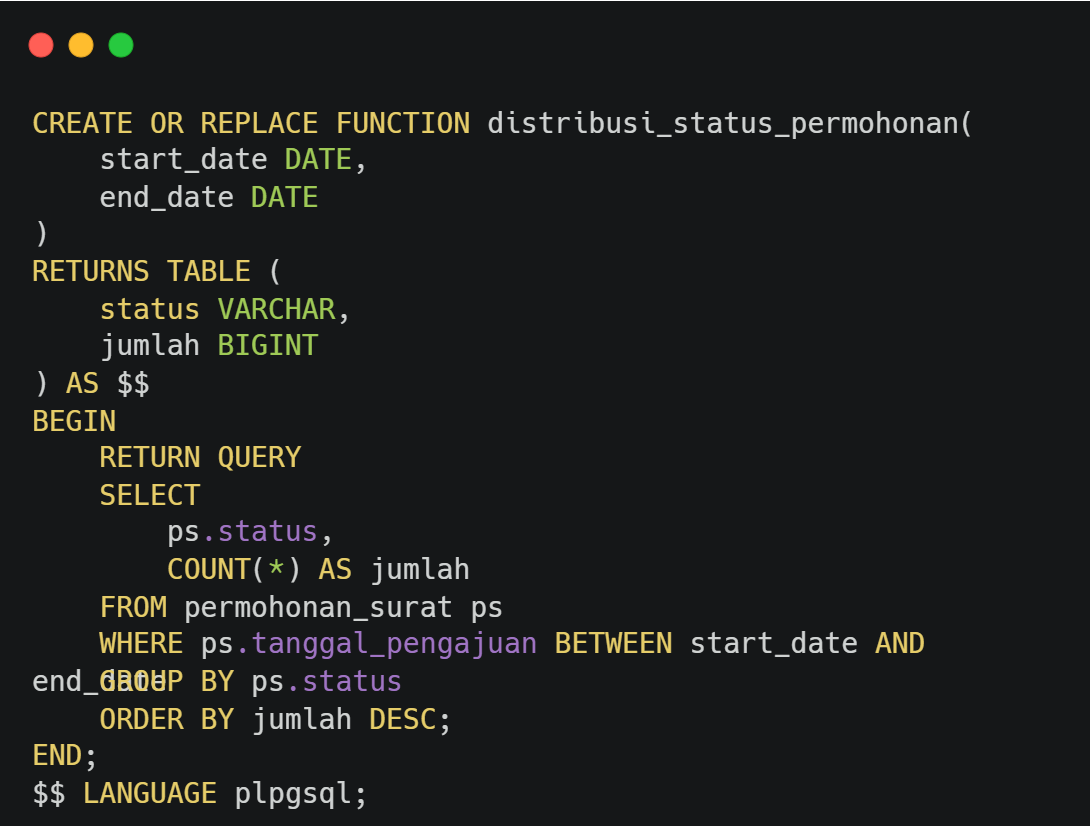 CREATE OR REPLACE FUNCTION distribusi_status_permohonan(
    start_date DATE,
    end_date DATE
)
RETURNS TABLE (
    status VARCHAR,
    jumlah BIGINT
) AS $$
BEGIN
    RETURN QUERY
    SELECT
        ps.status,
        COUNT(*) AS jumlah
    FROM permohonan_surat ps
    WHERE ps.tanggal_pengajuan BETWEEN start_date AND
end_date
    GROUP BY ps.status
    ORDER BY jumlah DESC;
END;
$$ LANGUAGE plpgsql;